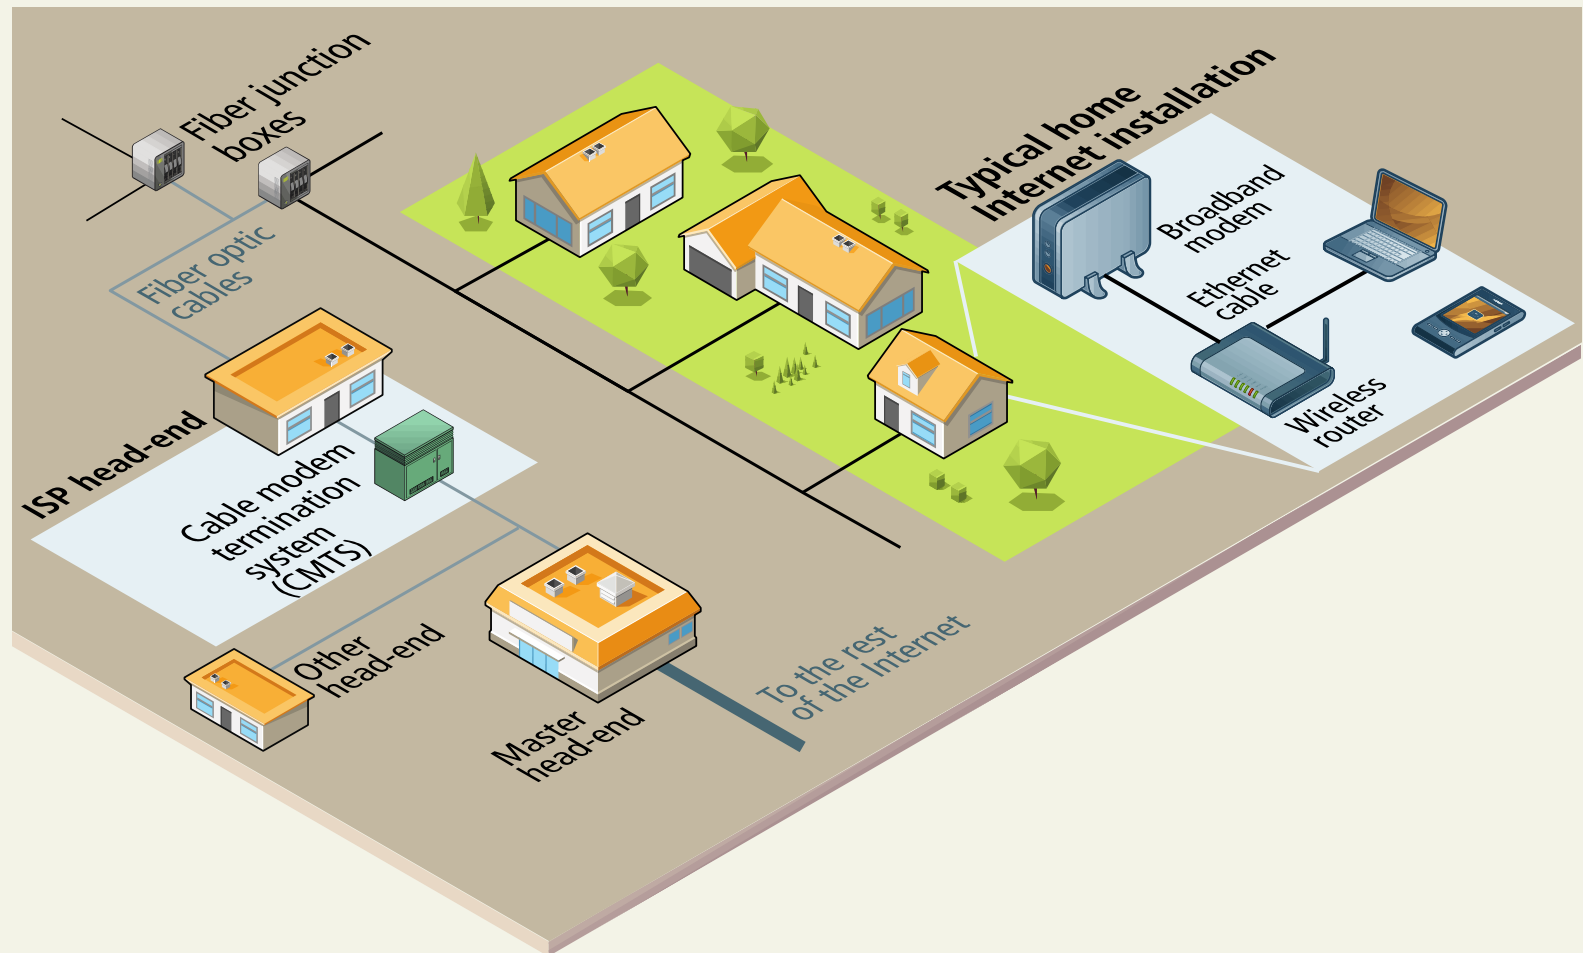 Fiber junction
boxes
Fiber optic
cables
Typical home
Internet installation
Broadband
modem
Ethernet
cable
Wireless
router
ISP head-end
Cable modem
termination
system
(CMTS)
Other
head-end
Master
head-end
To the rest
of the Internet